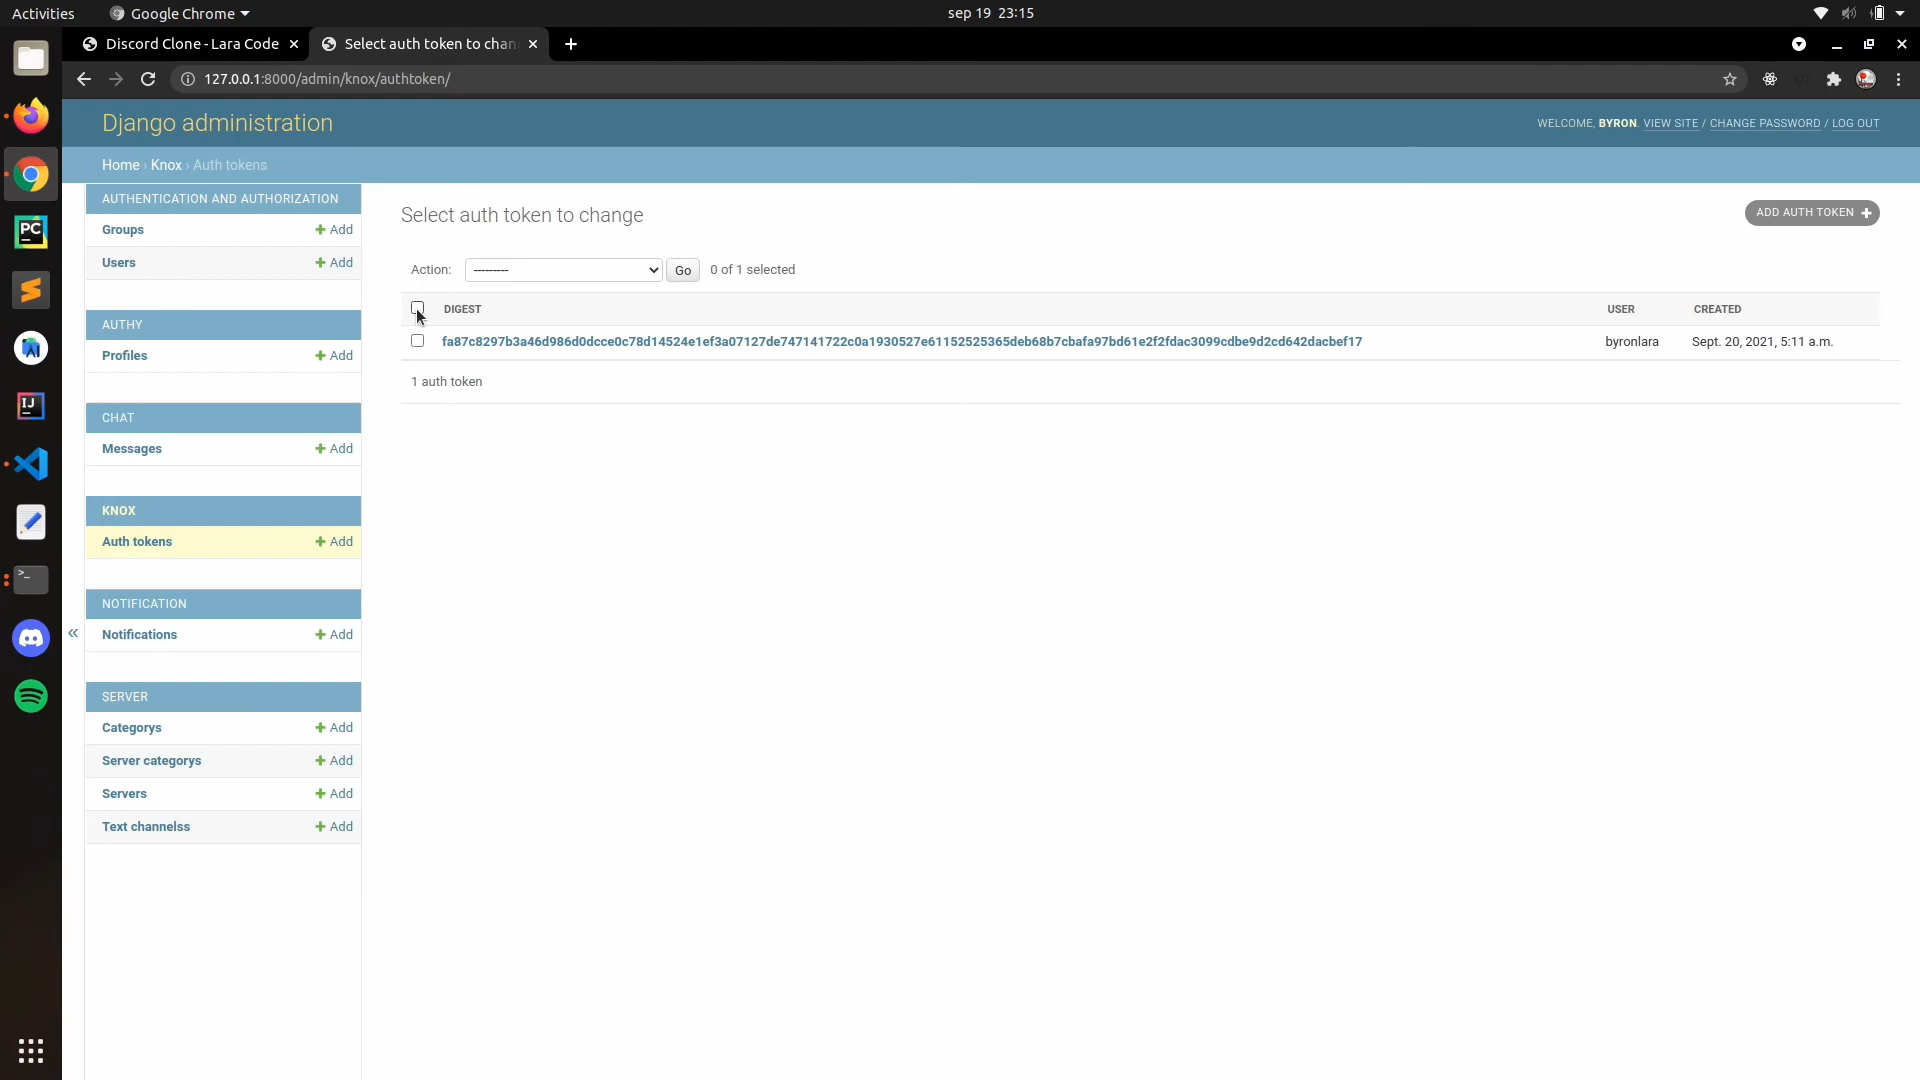 Activities
Google Chrome
sep 19 23:15
Discord Clone - Lara Code
Select auth token to chan
127.0.0.1:8000/admin/knox/authtoken/
Django administration
WELCOME, BYRON. VIEW SITE / CHANGE PASSWORD / LOG OUT
Home › Knox › Auth tokens
AUTHENTICATION AND AUTHORIZATION
Groups + Add
Users + Add
AUTHY
Profiles + Add
CHAT
Messages + Add
KNOX
Auth tokens + Add
NOTIFICATION
Notifications + Add
SERVER
Categorys + Add
Server categorys + Add
Servers + Add
Text channelss + Add
«
Select auth token to change
ADD AUTH TOKEN +
Action: --------- Go 0 of 1 selected
DIGEST USER CREATED
fa87c8297b3a46d986d0dcce0c78d14524e1ef3a07127de747141722c0a1930527e61152525365deb68b7cbafa97bd61e2f2fdac3099cdbe9d2cd642dacbef17 byronlara Sept. 20, 2021, 5:11 a.m.
1 auth token
PC
IJ